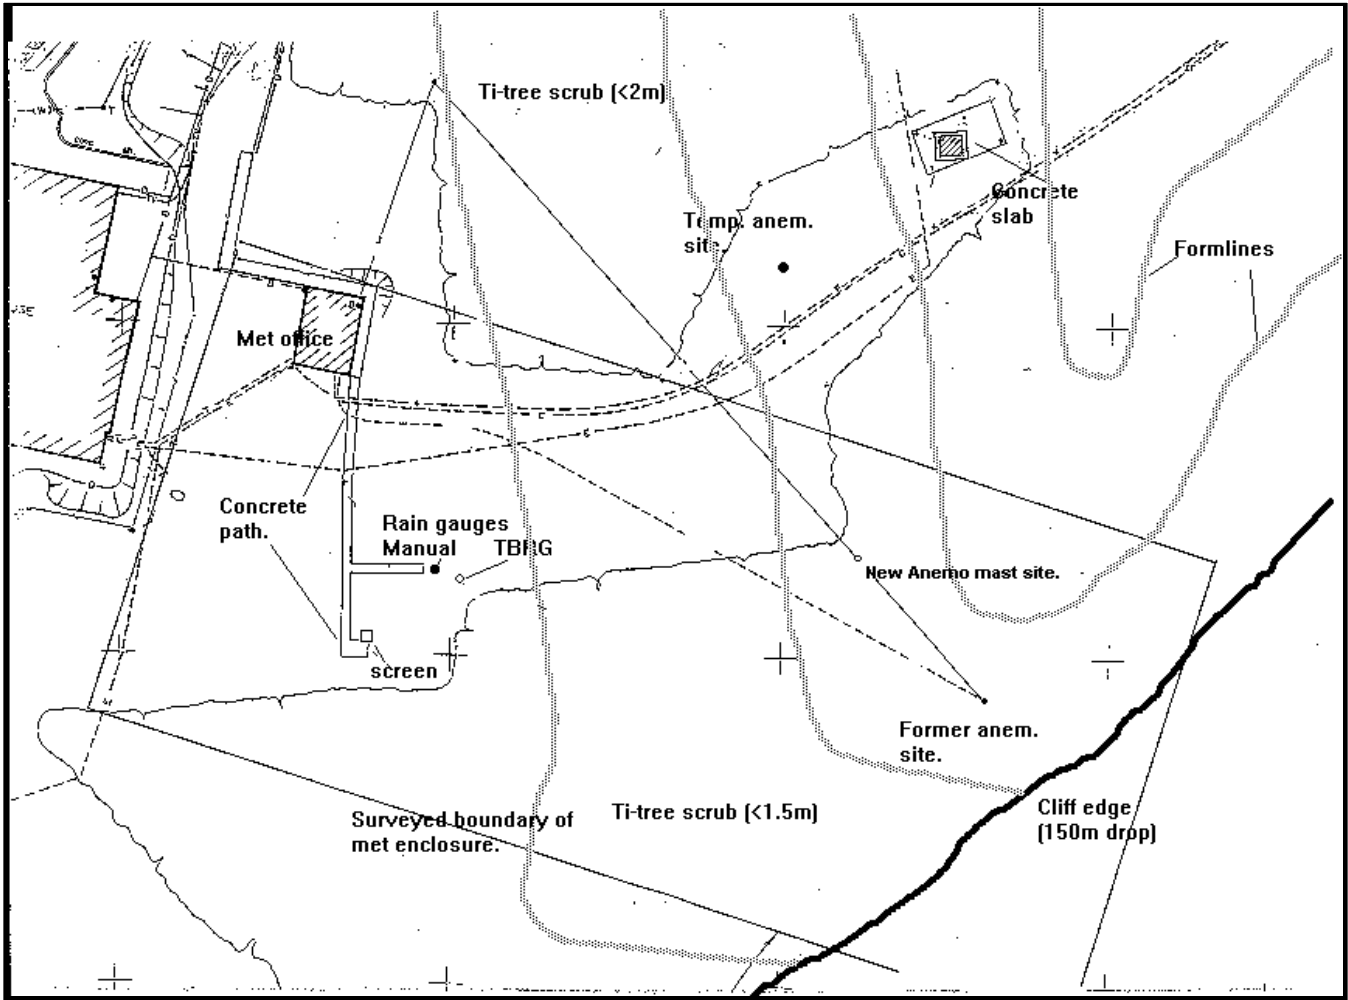 Ti-tree scrub (<2m)
Concrete
slab
Temp. anem.
site.
Formlines
Met office
Concrete
path.
Rain gauges
Manual
TBRG
New Anemo mast site.
screen
Former anem.
site.
Surveyed boundary of
met enclosure.
Ti-tree scrub (<1.5m)
Cliff edge
(150m drop)